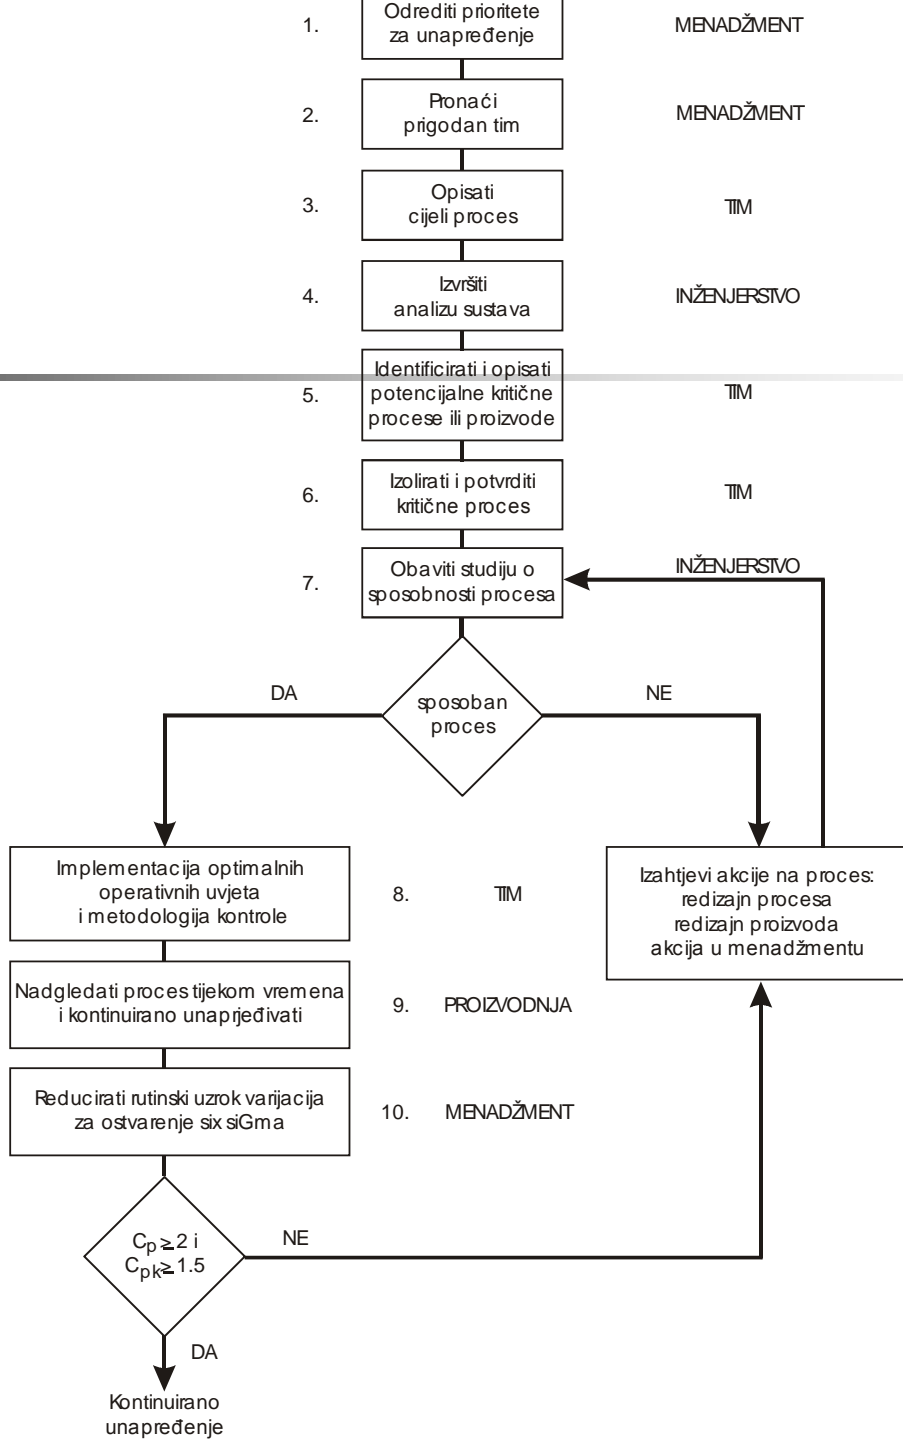 1.
Odrediti prioritete
za unapređenje
MENADŽMENT
2.
Pronaći
prigodan tim
MENADŽMENT
3.
Opisati
cijeli proces
TIM
4.
Izvršiti
analizu sustava
INŽENJERSTVO
5.
Identificirati i opisati
potencijalne kritične
procese ili proizvode
TIM
6.
Izolirati i potvrditi
kritične proces
TIM
7.
Obaviti studiju o
sposobnosti procesa
INŽENJERSTVO
DA
sposoban
proces
NE
Implementacija optimalnih
operativnih uvjeta
i metodologija kontrole
8.
TIM
Izahtjevi akcije na proces:
redizajn procesa
redizajn proizvoda
akcija u menadžmentu
Nadgledati proces tijekom vremena
i kontinuirano unaprjeđivati
9.
PROIZVODNJA
Reducirati rutinski uzrok varijacija
za ostvarenje six siGma
10.
MENADŽMENT
Cp ≥ 2 i
Cpk ≥ 1.5
NE
DA
Kontinuirano
unapređenje